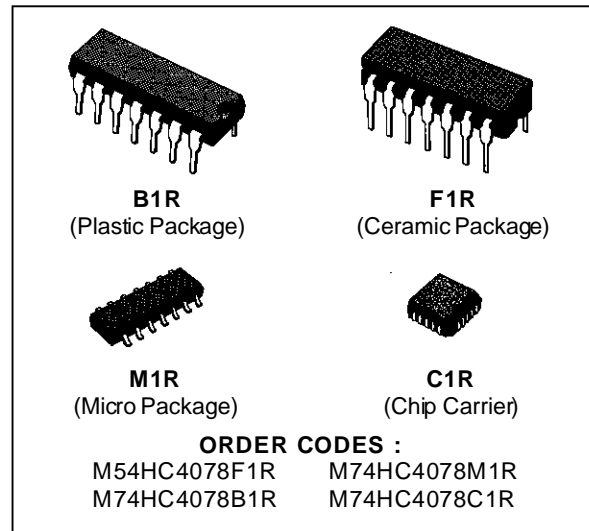 B1R
(Plastic Package)
F1R
(Ceramic Package)
M1R
(Micro Package)
C1R
(Chip Carrier)
ORDER CODES :
M54HC4078F1R M74HC4078M1R
M74HC4078B1R M74HC4078C1R